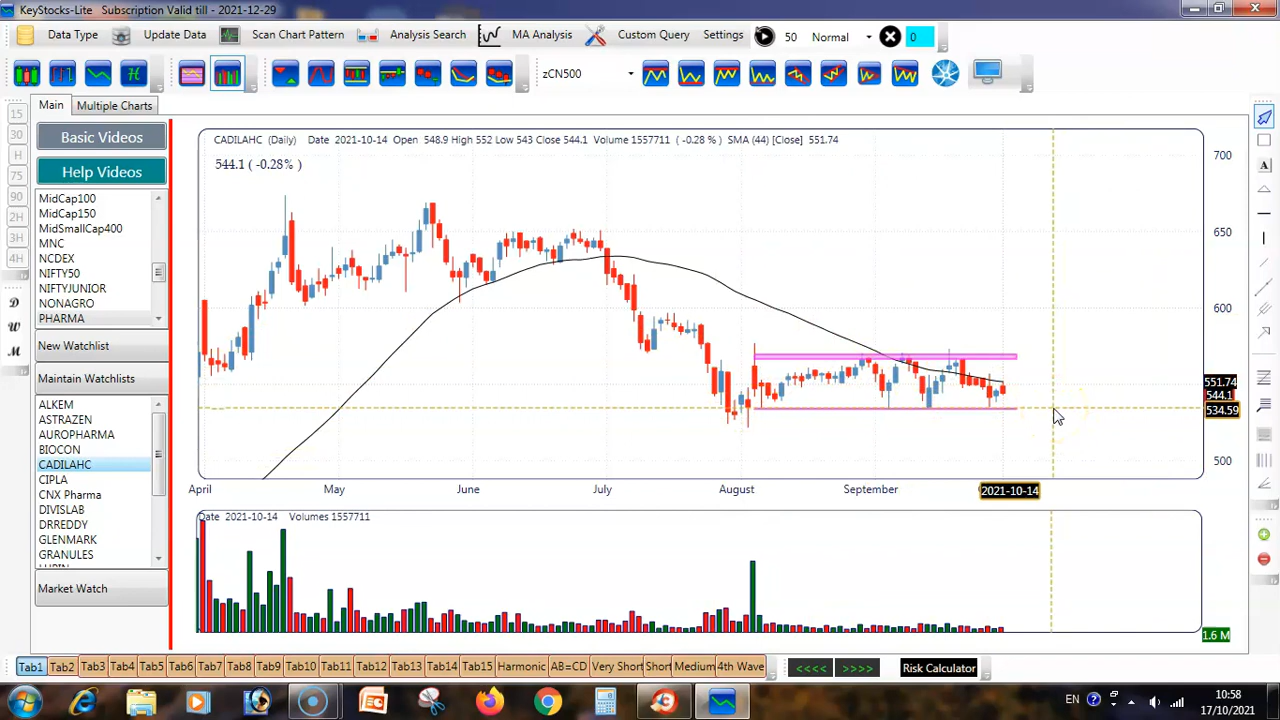 KeyStocks-Lite Subscription Valid till - 2021-12-29
Data Type Update Data Scan Chart Pattern Analysis Search MA Analysis Custom Query Settings 50 Normal 0
zCN500
Main Multiple Charts
15
30
H
75
90
2H
3H
4H
D
W
M
Basic Videos
Help Videos
MidCap100
MidCap150
MidSmallCap400
MNC
NCDEX
NIFTY50
NIFTYJUNIOR
NONAGRO
PHARMA
New Watchlist
Maintain Watchlists
ALKEM
ASTRAZEN
AUROPHARMA
BIOCON
CADILAHC
CIPLA
CNX Pharma
DIVISLAB
DRREDDY
GLENMARK
GRANULES
Market Watch
CADILAHC (Daily) Date 2021-10-14 Open 548.9 High 552 Low 543 Close 544.1 Volume 1557711 ( -0.28 % ) SMA (44) [Close] 551.74
544.1 ( -0.28% )
700
650
600
551.74
544.1
534.59
500
April May June July August September 2021-10-14
Date 2021-10-14 Volumes 1557711
1.6 M
A
Tab1 Tab2 Tab3 Tab4 Tab5 Tab6 Tab7 Tab8 Tab9 Tab10 Tab11 Tab12 Tab13 Tab14 Tab15 Harmonic AB=CD Very Short Short Medium 4th Wave <<<< >>>> Risk Calculator
EN
10:58
17/10/2021